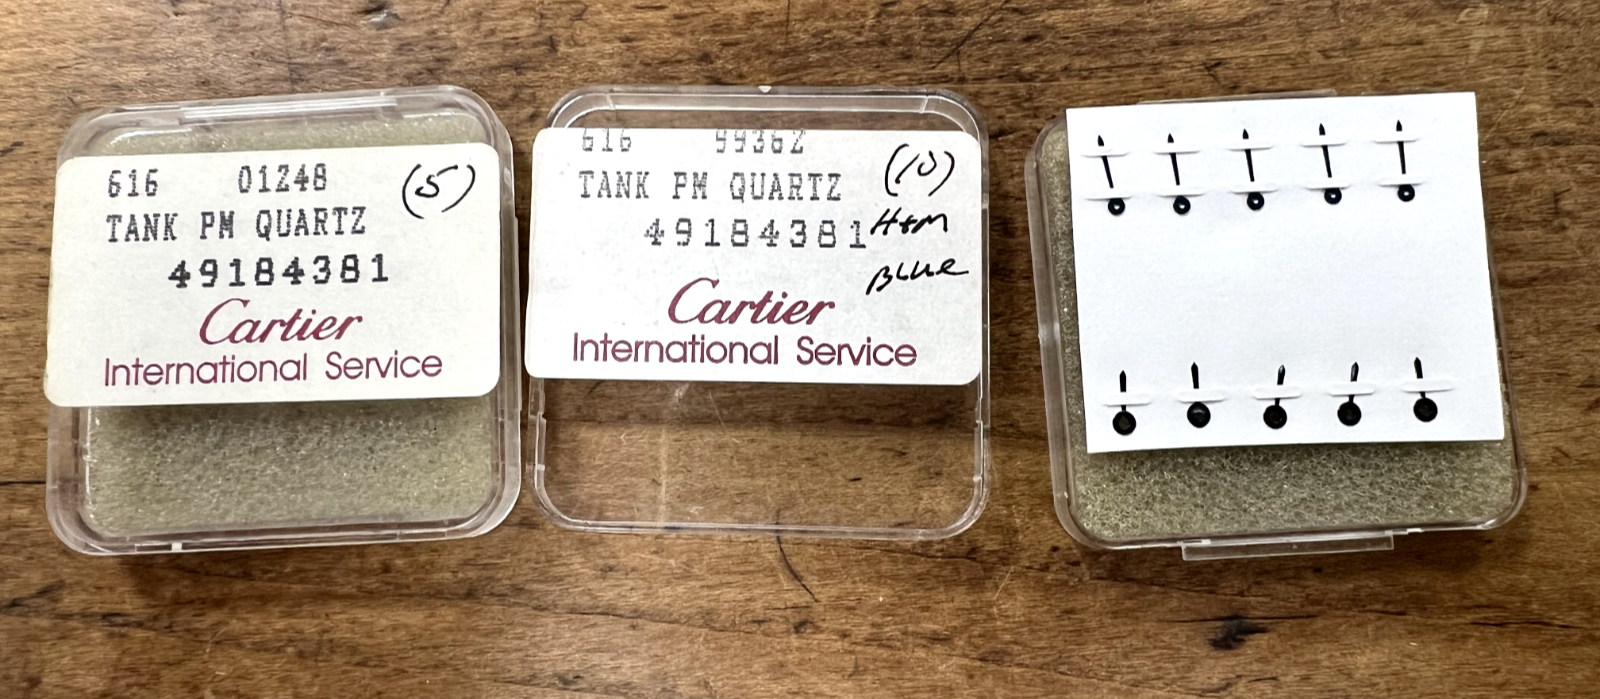 616 01248
(5)
TANK PM QUARTZ
49184381
Cartier
International Service
616 99362
(10)
TANK PM QUARTZ
H+M
49184381
Blue
Cartier
International Service